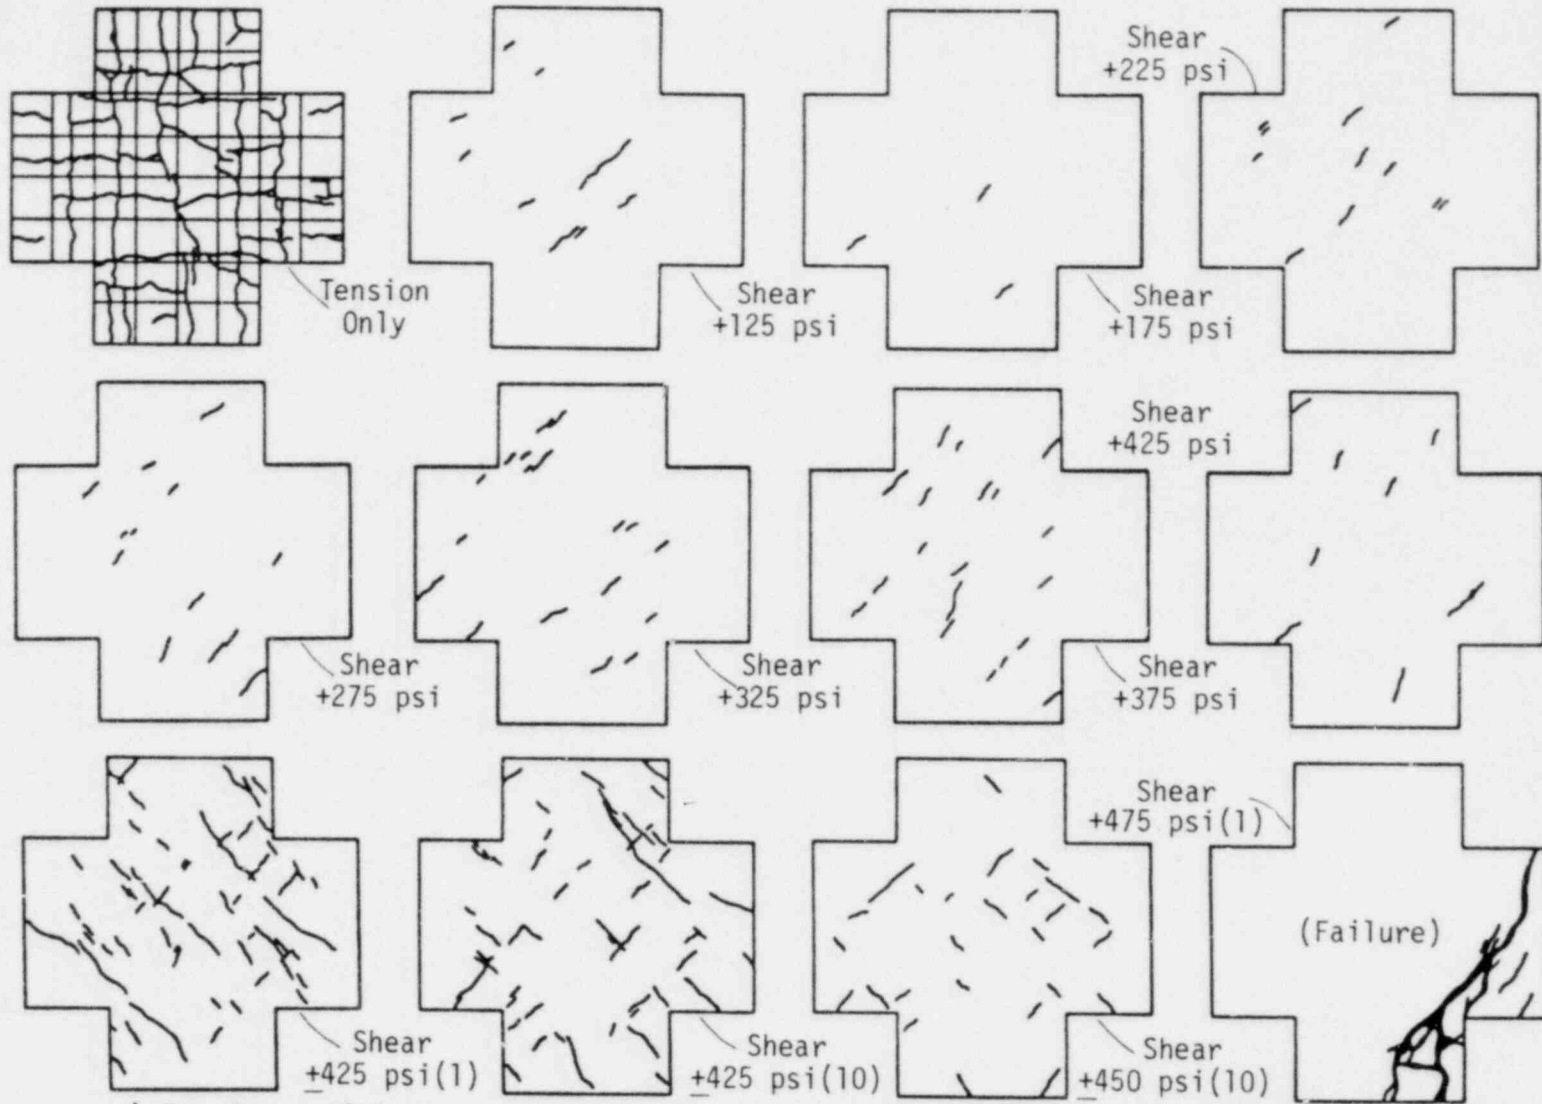 Tension
Only
Shear
+125 psi
Shear
+175 psi
Shear
+225 psi
Shear
+275 psi
Shear
+325 psi
Shear
+375 psi
Shear
+425 psi
Shear
±425 psi(1)
Shear
±425 psi(10)
Shear
±450 psi(10)
Shear
+475 psi(1)
(Failure)